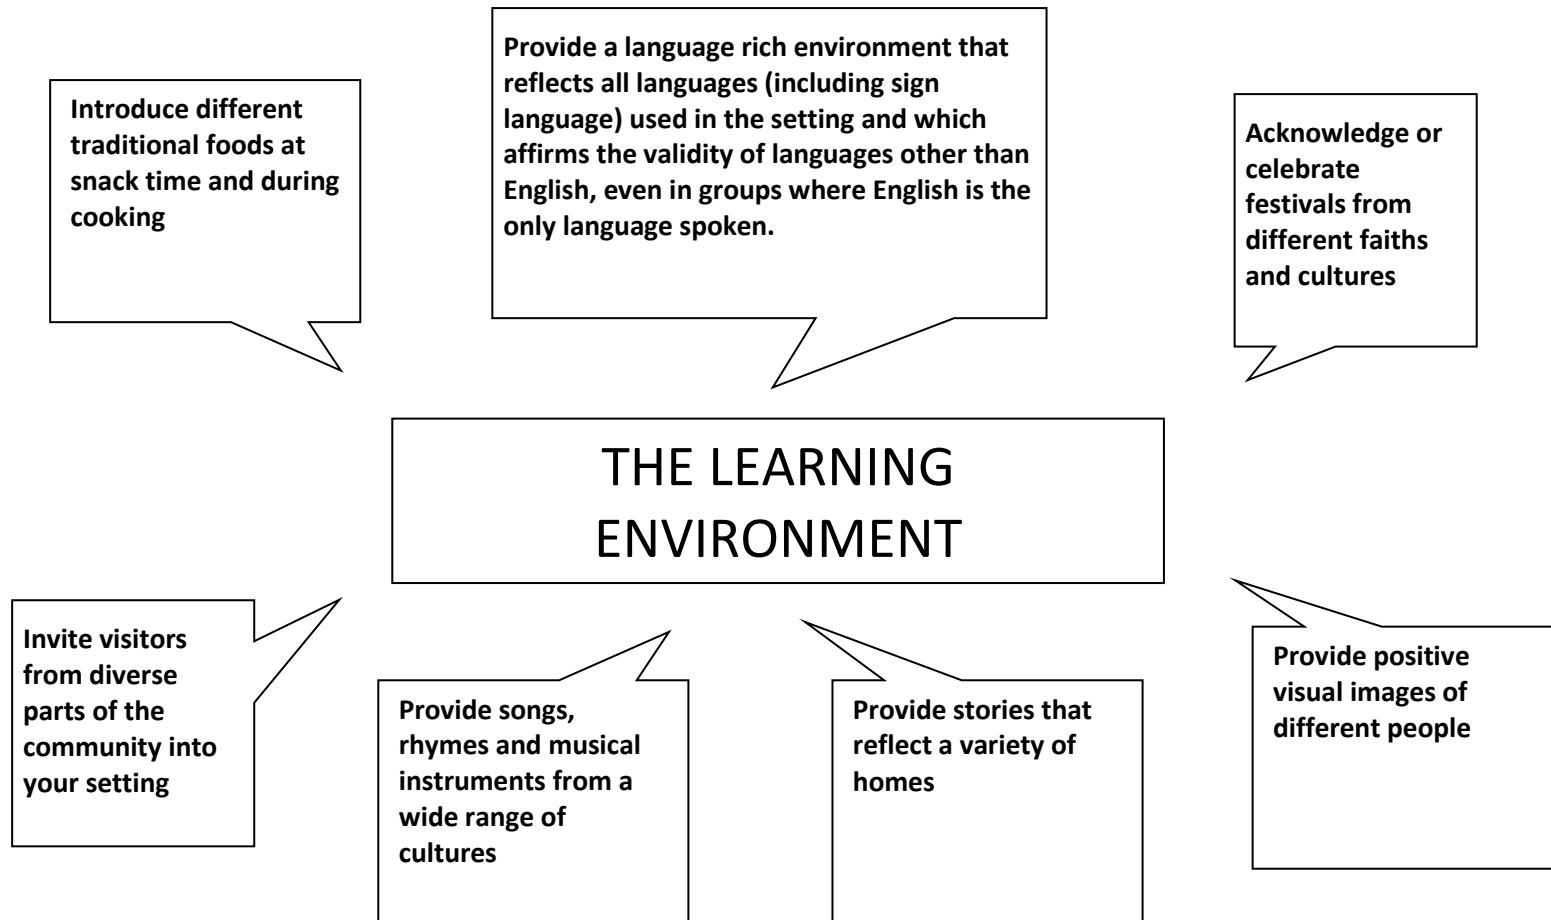 Introduce different
traditional foods at
snack time and during
cooking
Provide a language rich environment that
reflects all languages (including sign
language) used in the setting and which
affirms the validity of languages other than
English, even in groups where English is the
only language spoken.
Acknowledge or
celebrate
festivals from
different faiths
and cultures
THE LEARNING
ENVIRONMENT
Invite visitors
from diverse
parts of the
community into
your setting
Provide songs,
rhymes and musical
instruments from a
wide range of
cultures
Provide stories that
reflect a variety of
homes
Provide positive
visual images of
different people